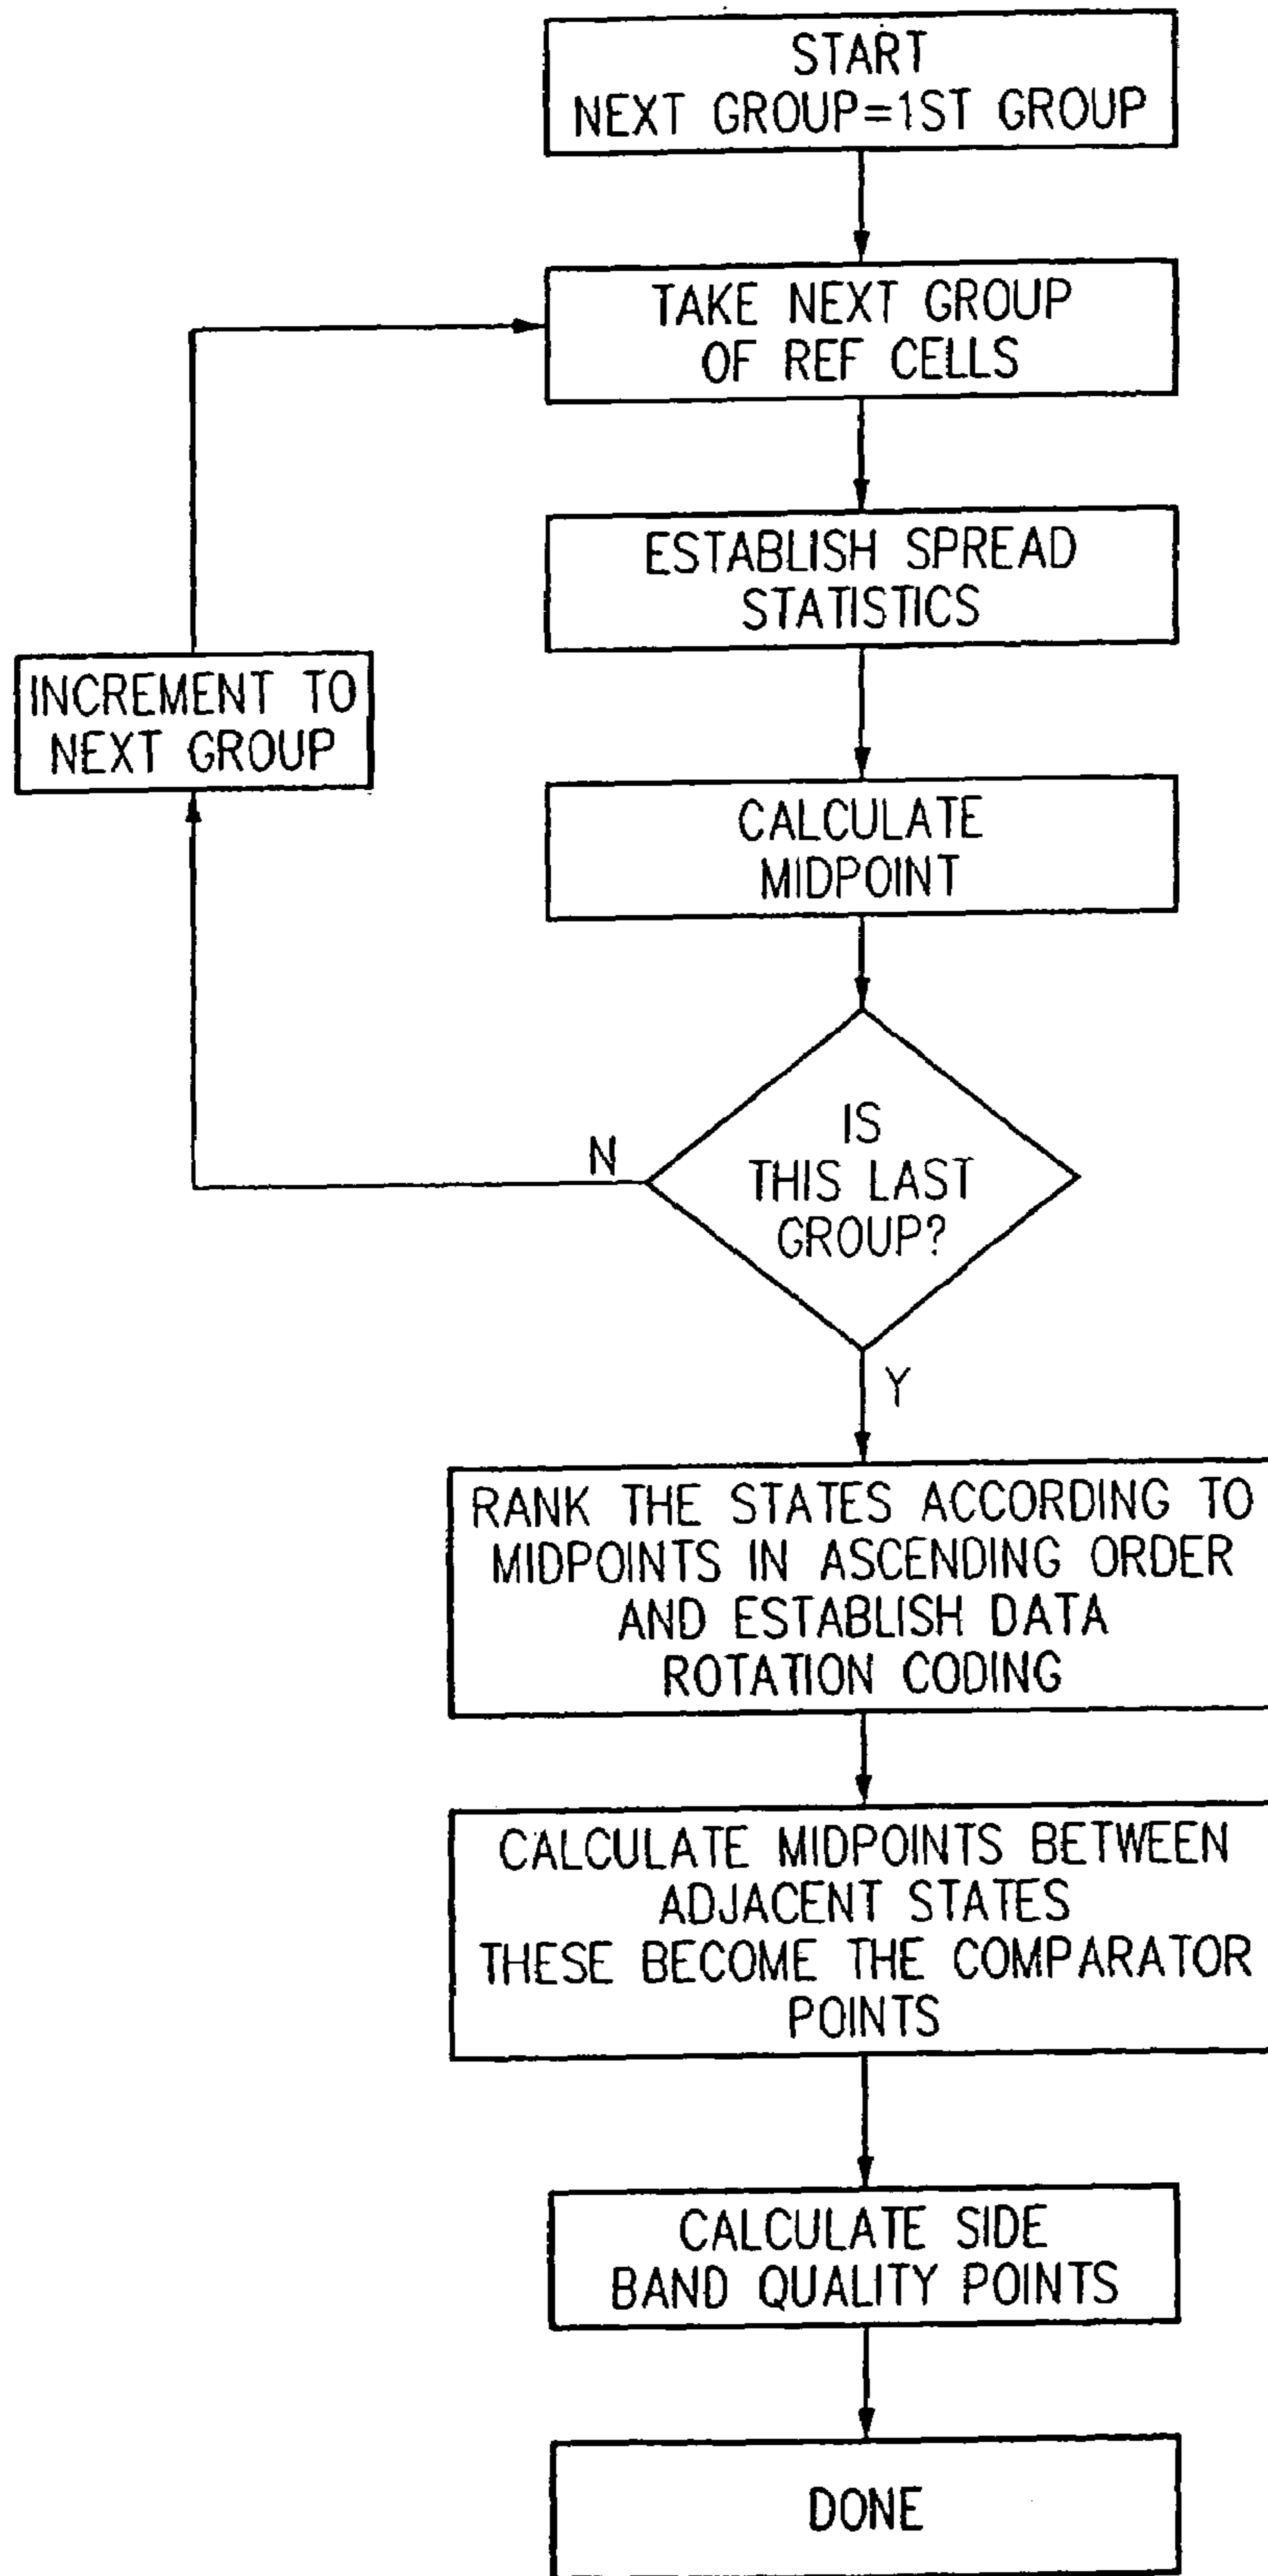 START
NEXT GROUP=1ST GROUP
TAKE NEXT GROUP
OF REF CELLS
ESTABLISH SPREAD
STATISTICS
INCREMENT TO
NEXT GROUP
CALCULATE
MIDPOINT
IS
THIS LAST
GROUP?
N
Y
RANK THE STATES ACCORDING TO
MIDPOINTS IN ASCENDING ORDER
AND ESTABLISH DATA
ROTATION CODING
CALCULATE MIDPOINTS BETWEEN
ADJACENT STATES
THESE BECOME THE COMPARATOR
POINTS
CALCULATE SIDE
BAND QUALITY POINTS
DONE